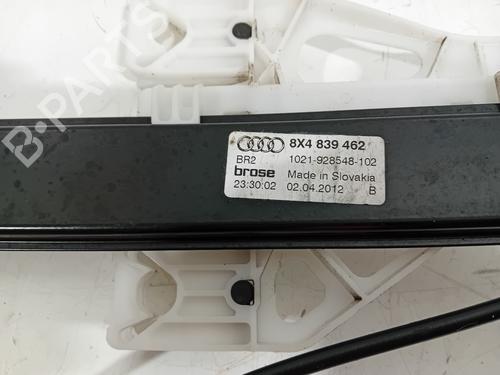 B-PARTS
8X4 839 462
BR2 1021-928548-102
brose Made in Slovakia
23:30:02 02.04.2012 B